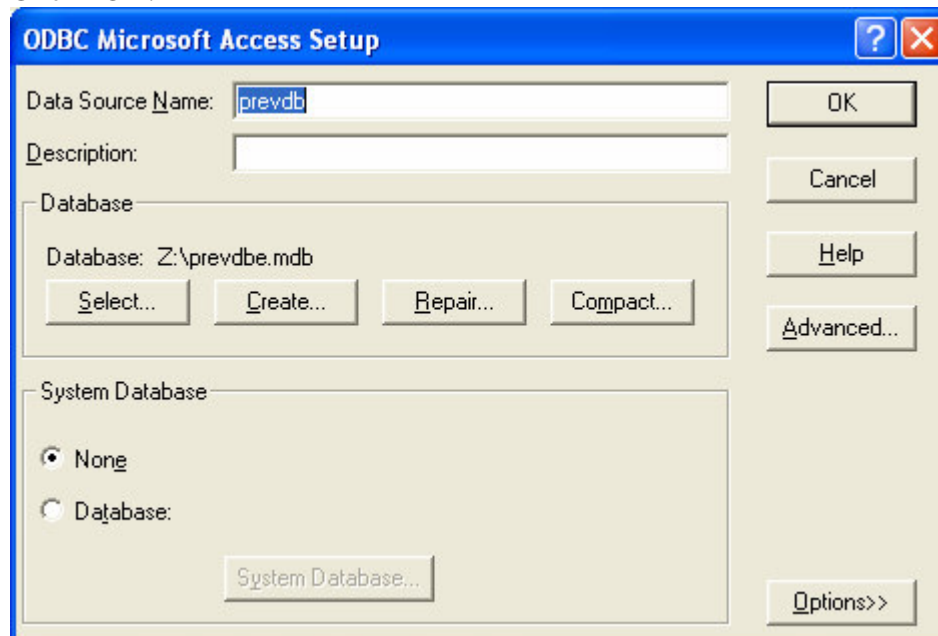 ODBC Microsoft Access Setup
Data Source Name: prevdb
OK
Description:
Cancel
Database
Database: Z:\prevdbe.mdb
Help
Select... Create... Repair... Compact...
Advanced...
System Database
None
Database:
System Database...
Options>>